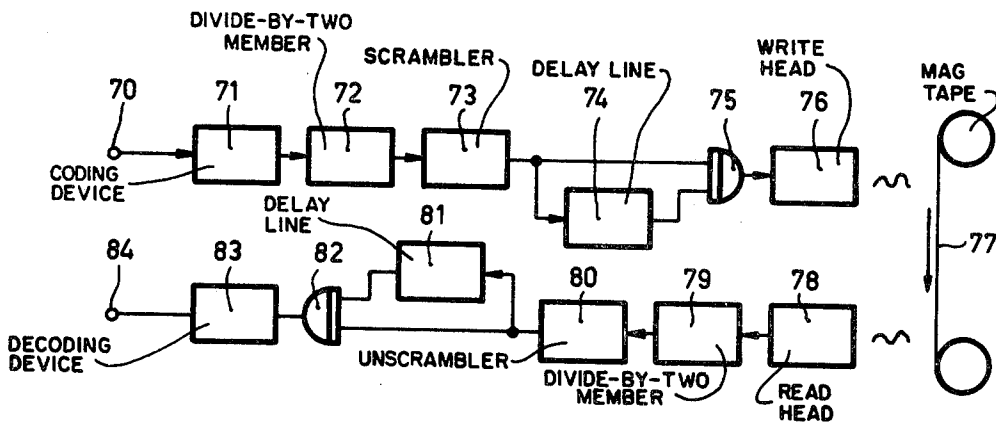 DIVIDE-BY-TWO
MEMBER
SCRAMBLER
DELAY LINE
WRITE
HEAD
MAG
TAPE
70
71
72
73
74
75
76
CODING
DEVICE
DELAY
LINE
77
84
83
82
81
80
79
78
DECODING
DEVICE
UNSCRAMBLER
DIVIDE-BY-TWO
MEMBER
READ
HEAD